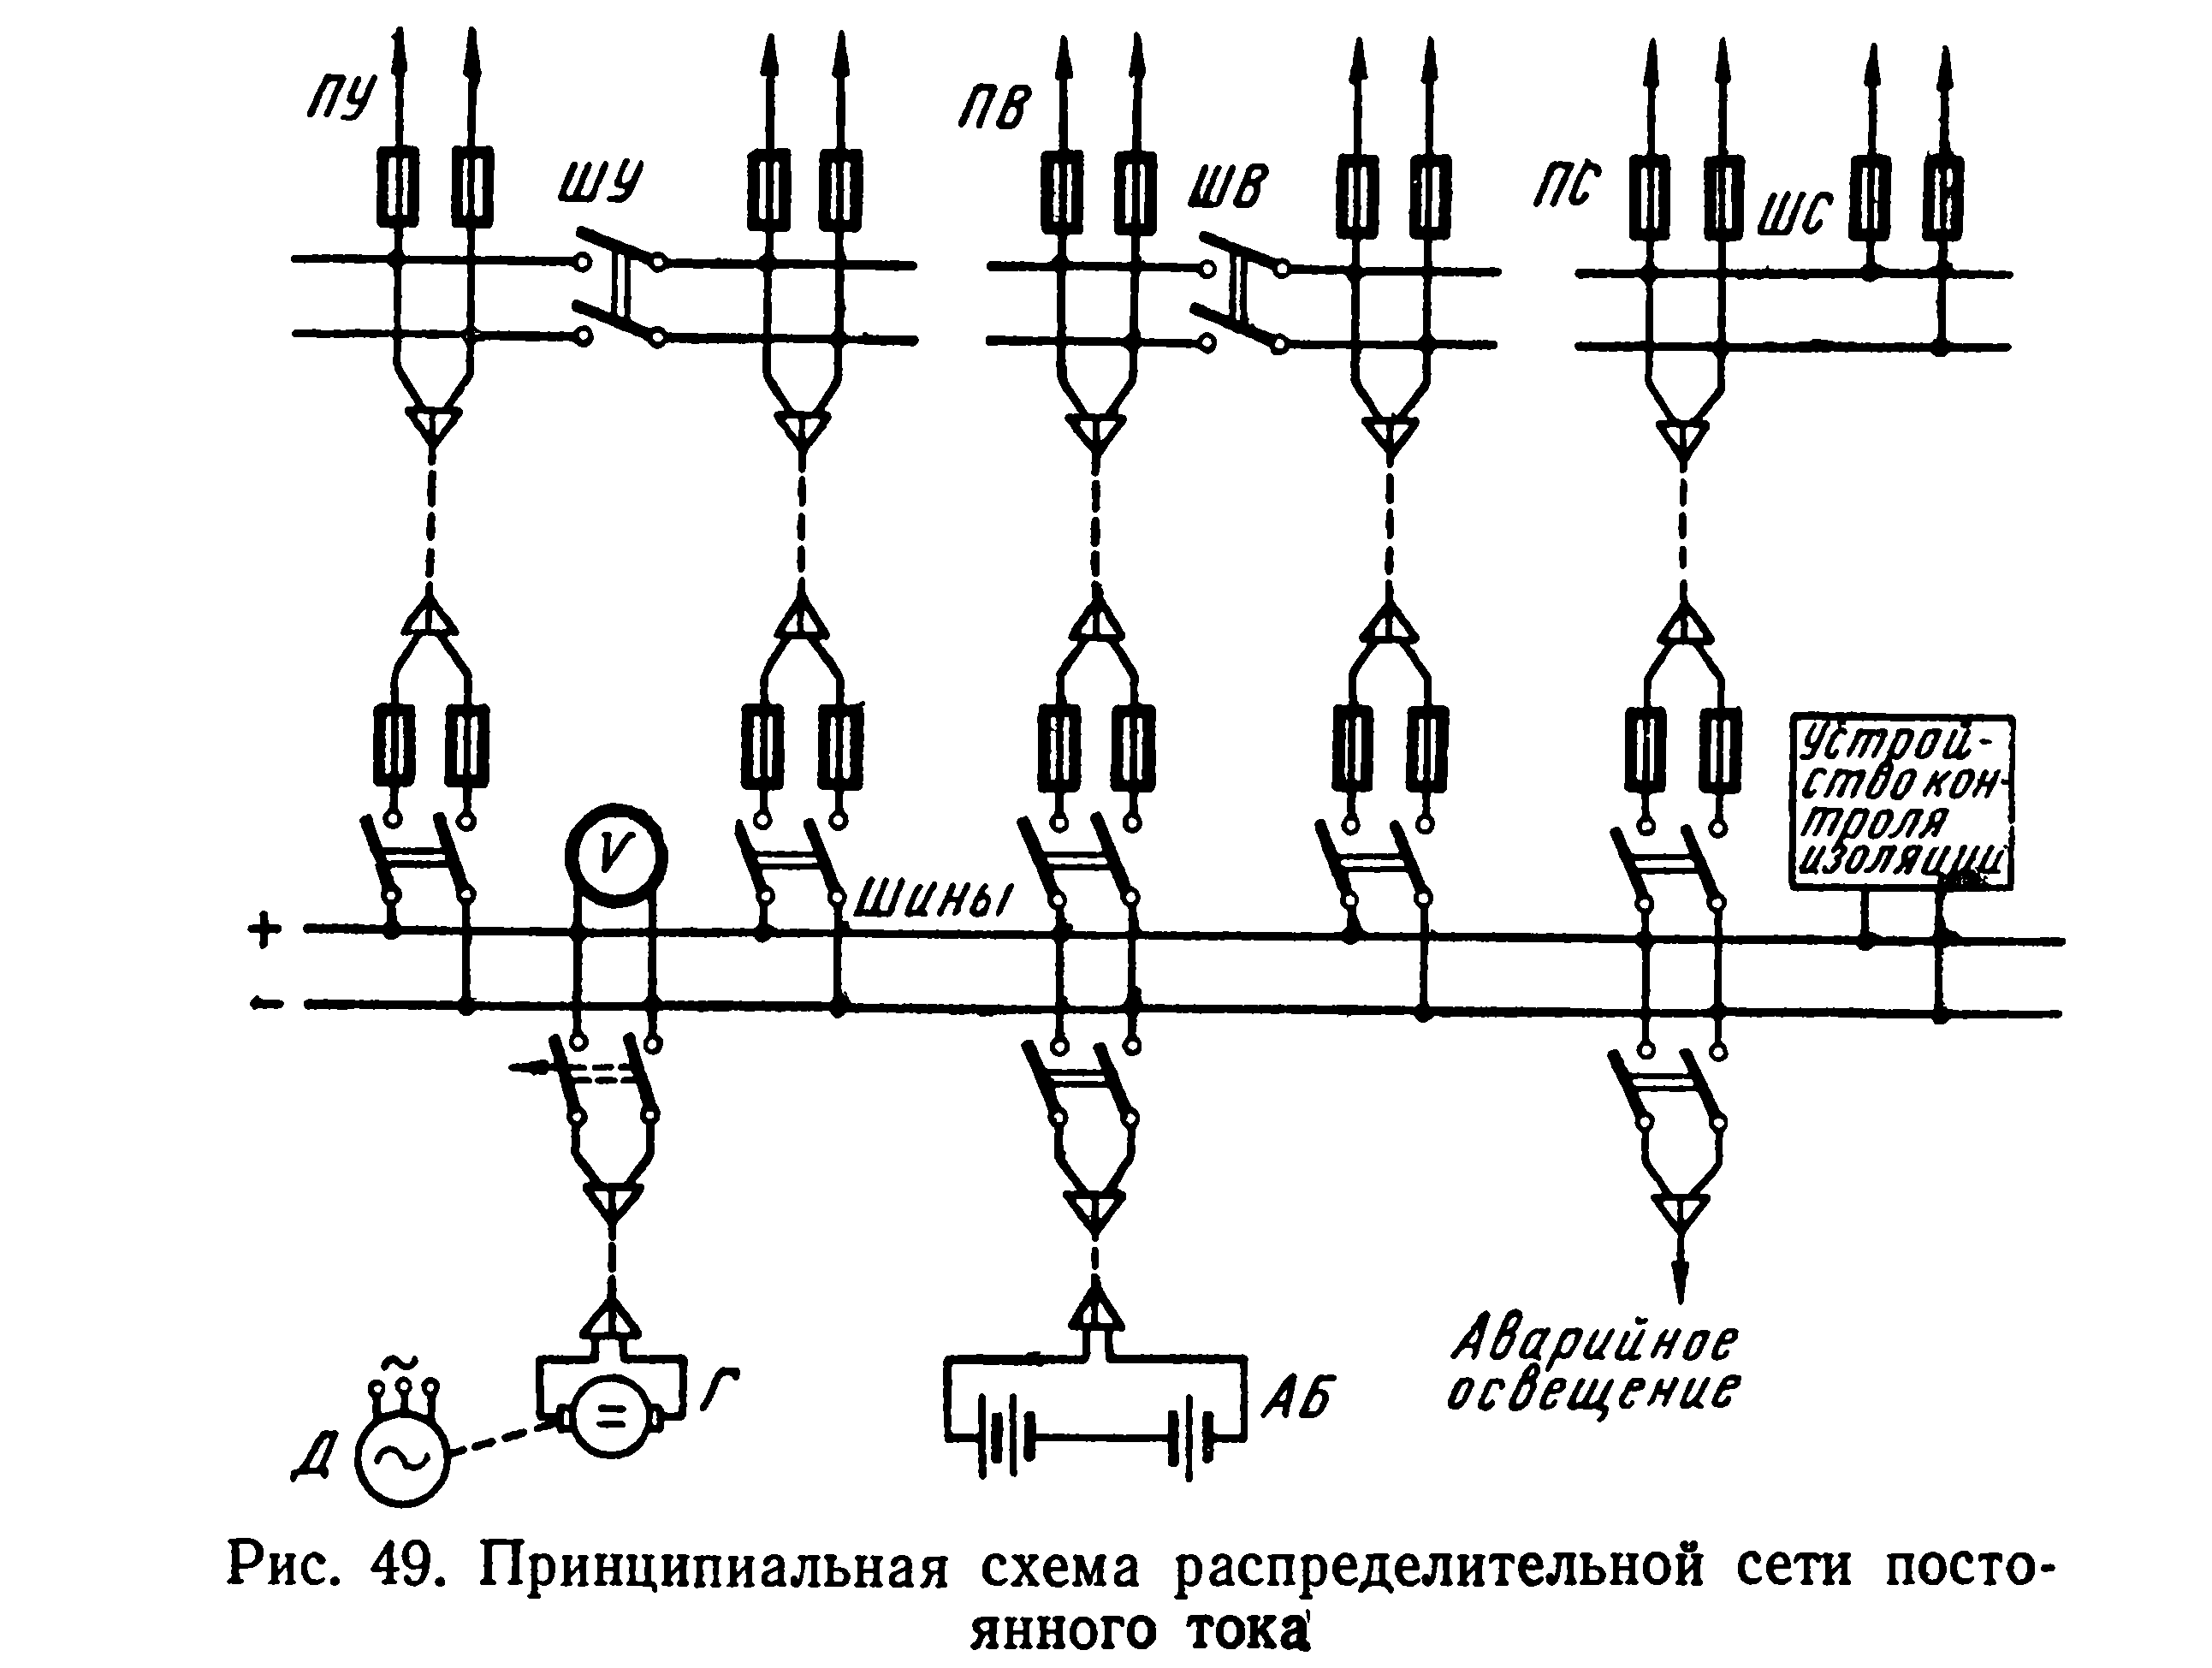 ПУ
ШУ
ПВ
ШВ
ПС
ШС
Устрой-
ство кон-
троля
изоляции
V
Шины
+
-
~
Д
~
=
Г
АБ
Аварийное
освещение
Рис. 49. Принципиальная схема распределительной сети посто-
янного тока